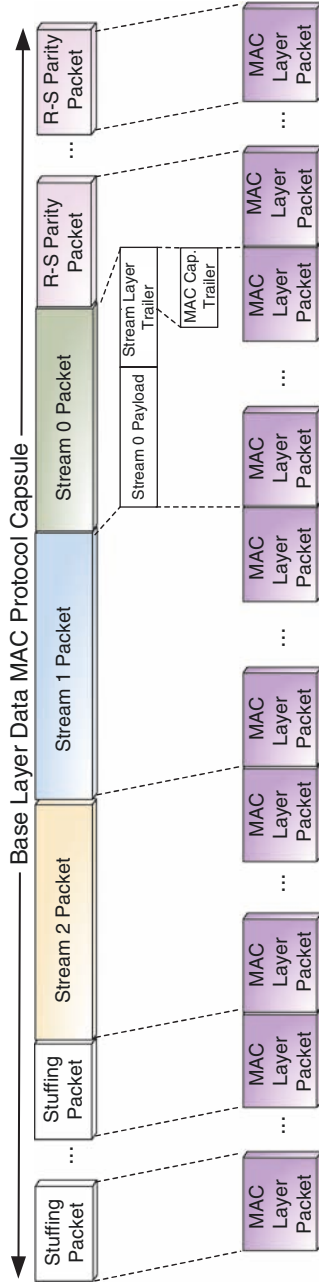 Base Layer Data MAC Protocol Capsule
Stuffing
Packet
...
Stuffing
Packet
Stream 2 Packet
Stream 1 Packet
Stream 0 Packet
R-S Parity
Packet
...
R-S Parity
Packet
Stream 0 Payload
Stream Layer
Trailer
MAC Cap.
Trailer
MAC
Layer
Packet
...
MAC
Layer
Packet
MAC
Layer
Packet
...
MAC
Layer
Packet
MAC
Layer
Packet
...
MAC
Layer
Packet
MAC
Layer
Packet
...
MAC
Layer
Packet
MAC
Layer
Packet
...
MAC
Layer
Packet